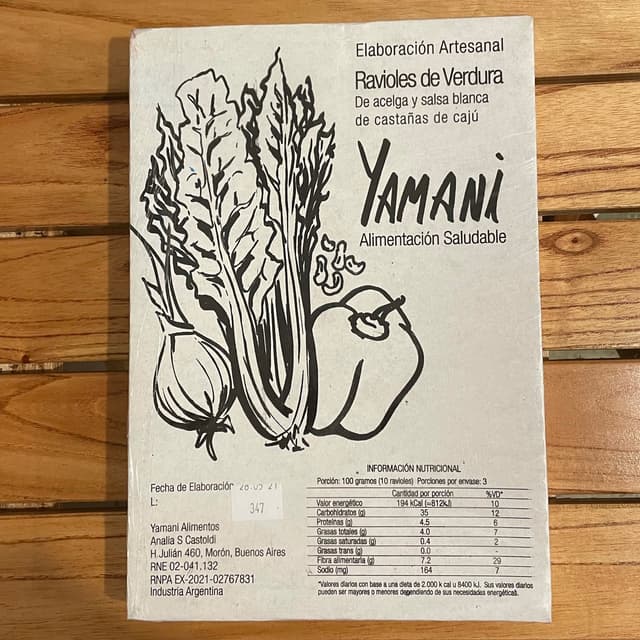 Elaboración Artesanal
Ravioles de Verdura
De acelga y salsa blanca
de castañas de cajú
YAMANi
Alimentación Saludable
Fecha de Elaboración 28 05 21
L: 347
Yamani Alimentos
Analia S Castoldi
H.Julián 460, Morón, Buenos Aires
RNE 02-041.132
RNPA EX-2021-02767831
Industria Argentina
INFORMACIÓN NUTRICIONAL
Porción: 100 gramos (10 ravioles) Porciones por envase: 3
Cantidad por porción %VD*
Valor energético 194 kCal (=812kJ) 10
Carbohidratos (g) 35 12
Proteínas (g) 4.5 6
Grasas totales (g) 4.0 7
Grasas saturadas (g) 0.4 2
Grasas trans (g) 0.0 -
Fibra alimentaria (g) 7.2 29
Sodio (mg) 164 7
*Valores diarios con base a una dieta de 2.000 k cal u 8400 kJ. Sus valores diarios
pueden ser mayores o menores dependiendo de sus necesidades energéticas.